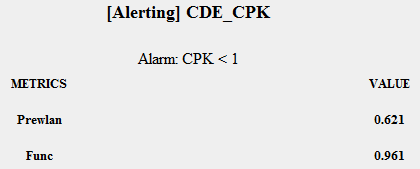 [Alerting] CDE_CPK
Alarm: CPK < 1
METRICS VALUE
Prewlan 0.621
Func 0.961